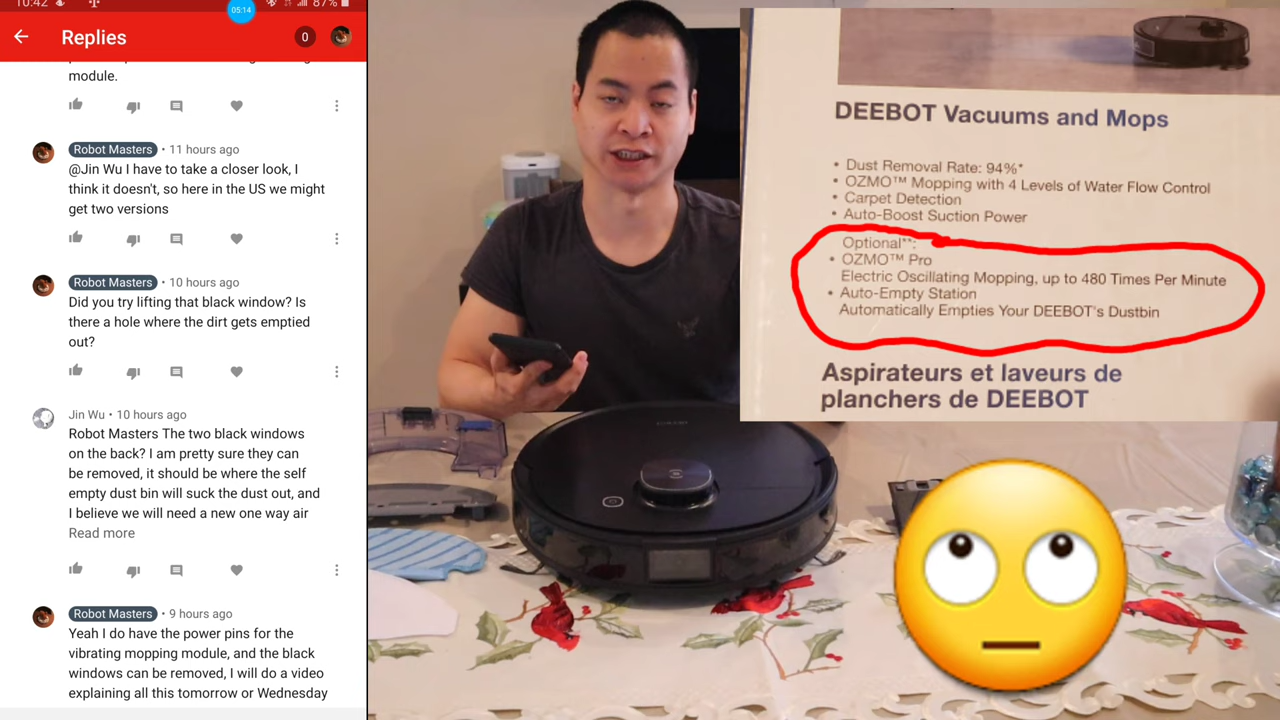 10:42
05:14
87%
Replies
0
module.
Robot Masters • 11 hours ago
@Jin Wu I have to take a closer look, I
think it doesn't, so here in the US we might
get two versions
Robot Masters • 10 hours ago
Did you try lifting that black window? Is
there a hole where the dirt gets emptied
out?
Jin Wu • 10 hours ago
Robot Masters The two black windows
on the back? I am pretty sure they can
be removed, it should be where the self
empty dust bin will suck the dust out, and
I believe we will need a new one way air
Read more
Robot Masters • 9 hours ago
Yeah I do have the power pins for the
vibrating mopping module, and the black
windows can be removed, I will do a video
explaining all this tomorrow or Wednesday
DEEBOT Vacuums and Mops
• Dust Removal Rate: 94%*
• OZMO™ Mopping with 4 Levels of Water Flow Control
• Carpet Detection
• Auto-Boost Suction Power
Optional**:
• OZMO™ Pro
Electric Oscillating Mopping, up to 480 Times Per Minute
• Auto-Empty Station
Automatically Empties Your DEEBOT's Dustbin
Aspirateurs et laveurs de
planchers de DEEBOT